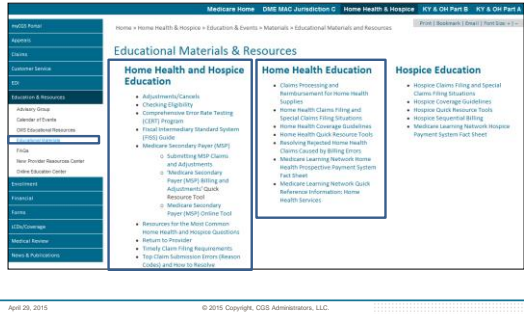 Medicare Home DME MAC Jurisdiction C Home Health & Hospice KY & OH Part B KY & OH Part A
Print | Bookmark | Email | Font Size: + | -
Home » Home Health & Hospice » Education & Events » Materials » Educational Materials and Resources
myCGS Portal
Appeals
Claims
Customer Service
EDI
Education & Resources
Advisory Group
Calendar of Events
CMS Educational Resources
Educational Materials
FAQs
New Provider Resources Center
Online Education Center
Enrollment
Financial
Forms
LCDs/Coverage
Medical Review
News & Publications
Educational Materials & Resources
Home Health and Hospice
Education
• Adjustments/Cancels
• Checking Eligibility
• Comprehensive Error Rate Testing
(CERT) Program
• Fiscal Intermediary Standard System
(FISS) Guide
• Medicare Secondary Payer (MSP)
o Submitting MSP Claims
and Adjustments
o 'Medicare Secondary
Payer (MSP) Billing and
Adjustments' Quick
Resource Tool
o Medicare Secondary
Payer (MSP) Online Tool
• Resources for the Most Common
Home Health and Hospice Questions
• Return to Provider
• Timely Claim Filing Requirements
• Top Claim Submission Errors (Reason
Codes) and How to Resolve
Home Health Education
• Claims Processing and
Reimbursement for Home Health
Supplies
• Home Health Claims Filing and
Special Claims Filing Situations
• Home Health Coverage Guidelines
• Home Health Quick Resource Tools
• Resolving Rejected Home Health
Claims Caused by Billing Errors
• Medicare Learning Network Home
Health Prospective Payment System
Fact Sheet
• Medicare Learning Network Quick
Reference Information: Home
Health Services
Hospice Education
• Hospice Claims Filing and Special
Claims Filing Situations
• Hospice Coverage Guidelines
• Hospice Quick Resource Tools
• Hospice Sequential Billing
• Medicare Learning Network Hospice
Payment System Fact Sheet
April 29, 2015
© 2015 Copyright, CGS Administrators, LLC.